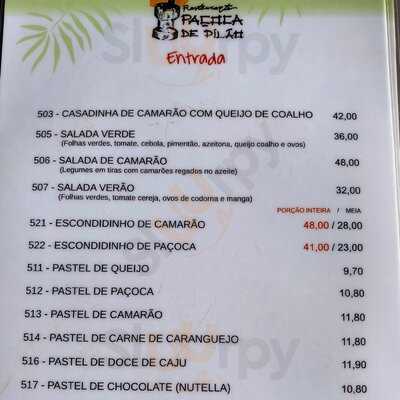 Restaurante
PAÇOCA
DE PILÃO
Entrada
503 - CASADINHA DE CAMARÃO COM QUEIJO DE COALHO 42,00
505 - SALADA VERDE 36,00
(Folhas verdes, tomate, cebola, pimentão, azeitona, queijo coalho e ovos)
506 - SALADA DE CAMARÃO 48,00
(Legumes em tiras com camarões regados no azeite)
507 - SALADA VERÃO 32,00
(Folhas verdes, tomate cereja, ovos de codorna e manga)
PORÇÃO INTEIRA / MEIA
521 - ESCONDIDINHO DE CAMARÃO 48,00 / 28,00
522 - ESCONDIDINHO DE PAÇOCA 41,00 / 23,00
511 - PASTEL DE QUEIJO 9,70
512 - PASTEL DE PAÇOCA 10,80
513 - PASTEL DE CAMARÃO 11,80
514 - PASTEL DE CARNE DE CARANGUEJO 11,80
516 - PASTEL DE DOCE DE CAJU 11,90
517 - PASTEL DE CHOCOLATE (NUTELLA) 10,80